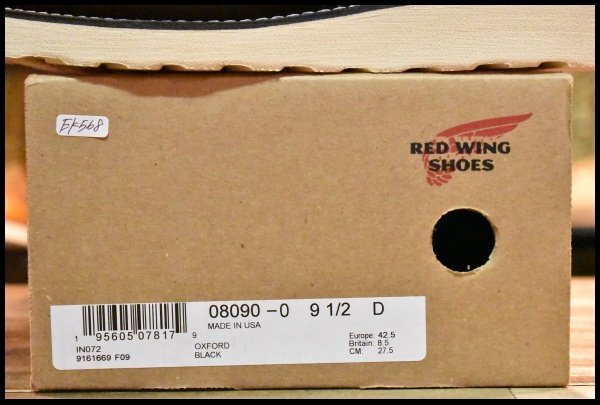 EK568
RED WING
SHOES
08090 -0 9 1/2 D
MADE IN USA
1 95605 07817 9
IN072
9161669 F09
OXFORD
BLACK
Europe: 42.5
Britain: 8.5
CM: 27.5